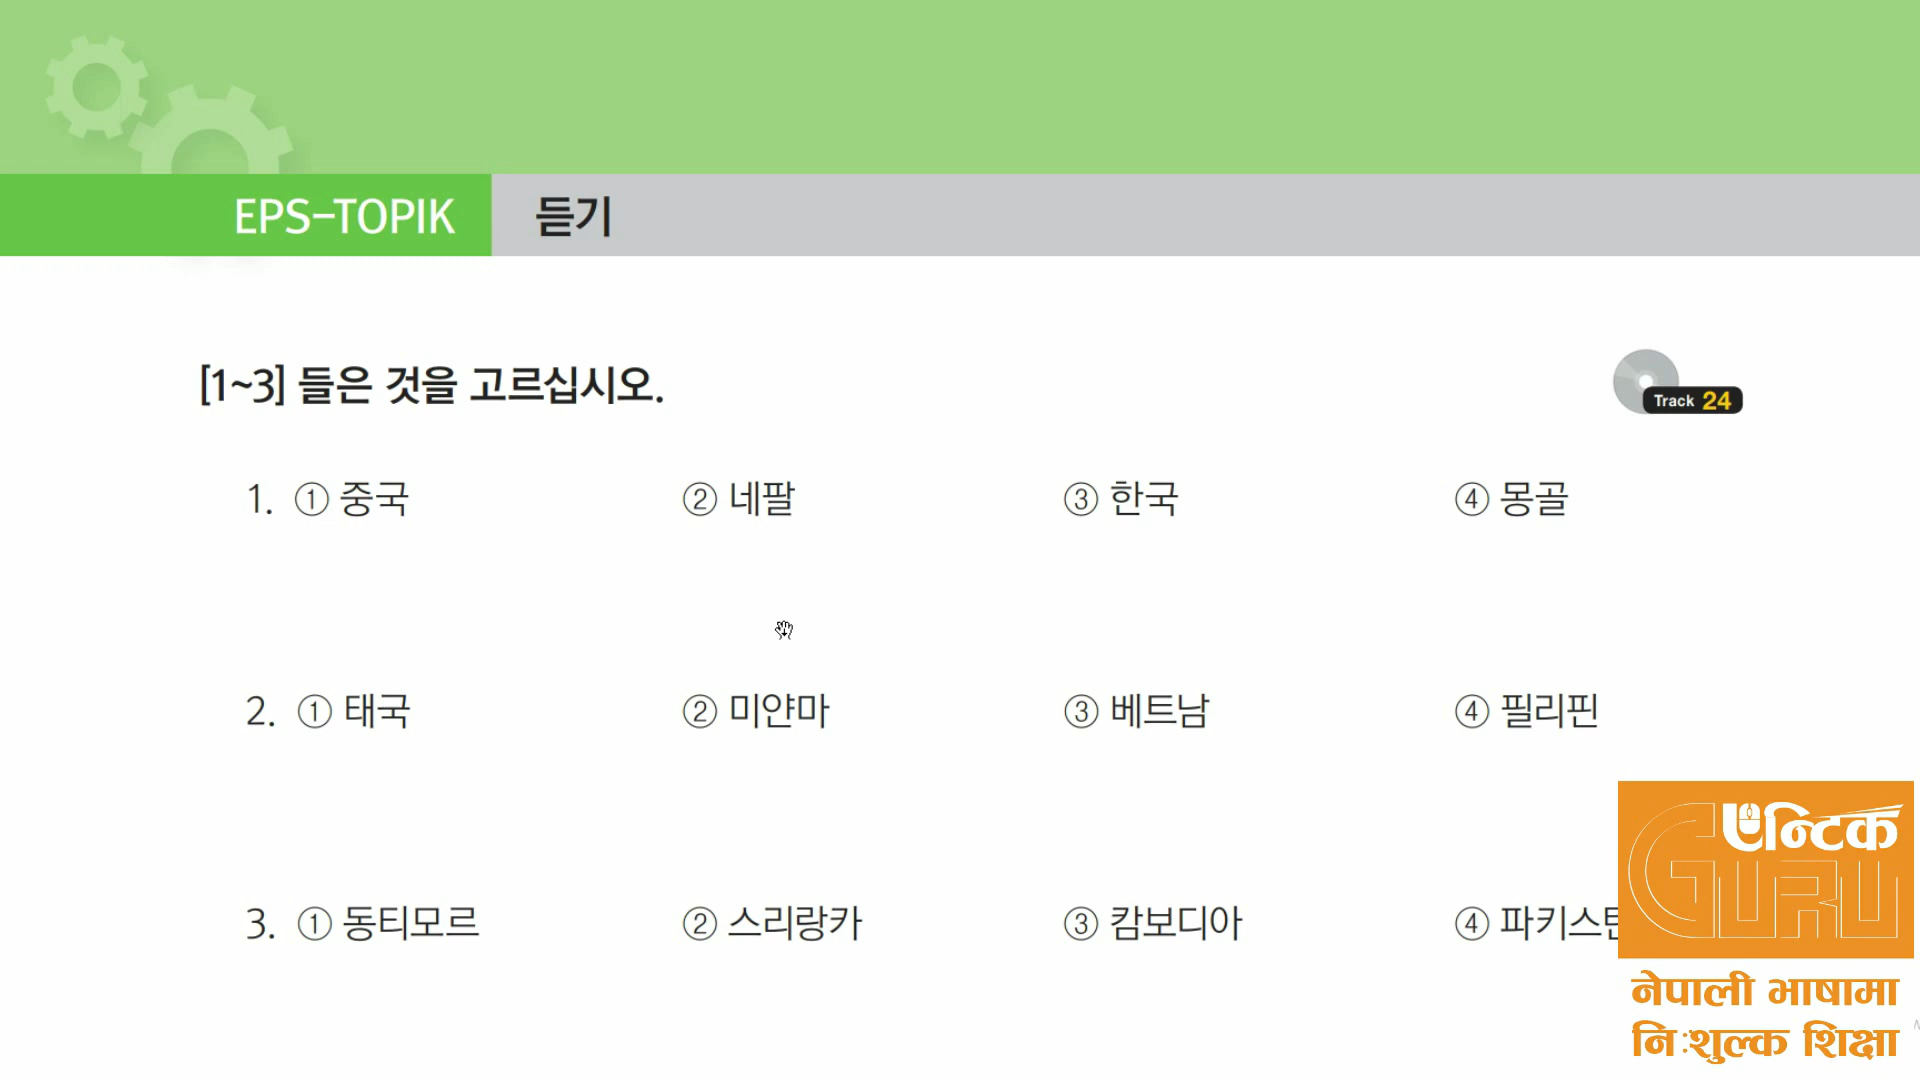 EPS-TOPIK 듣기
[1~3] 들은 것을 고르십시오.
Track 24
1. ① 중국 ② 네팔 ③ 한국 ④ 몽골
2. ① 태국 ② 미얀마 ③ 베트남 ④ 필리핀
3. ① 동티모르 ② 스리랑카 ③ 캄보디아 ④ 파키스
एन्टिक
GURU
नेपाली भाषामा
नि:शुल्क शिक्षा